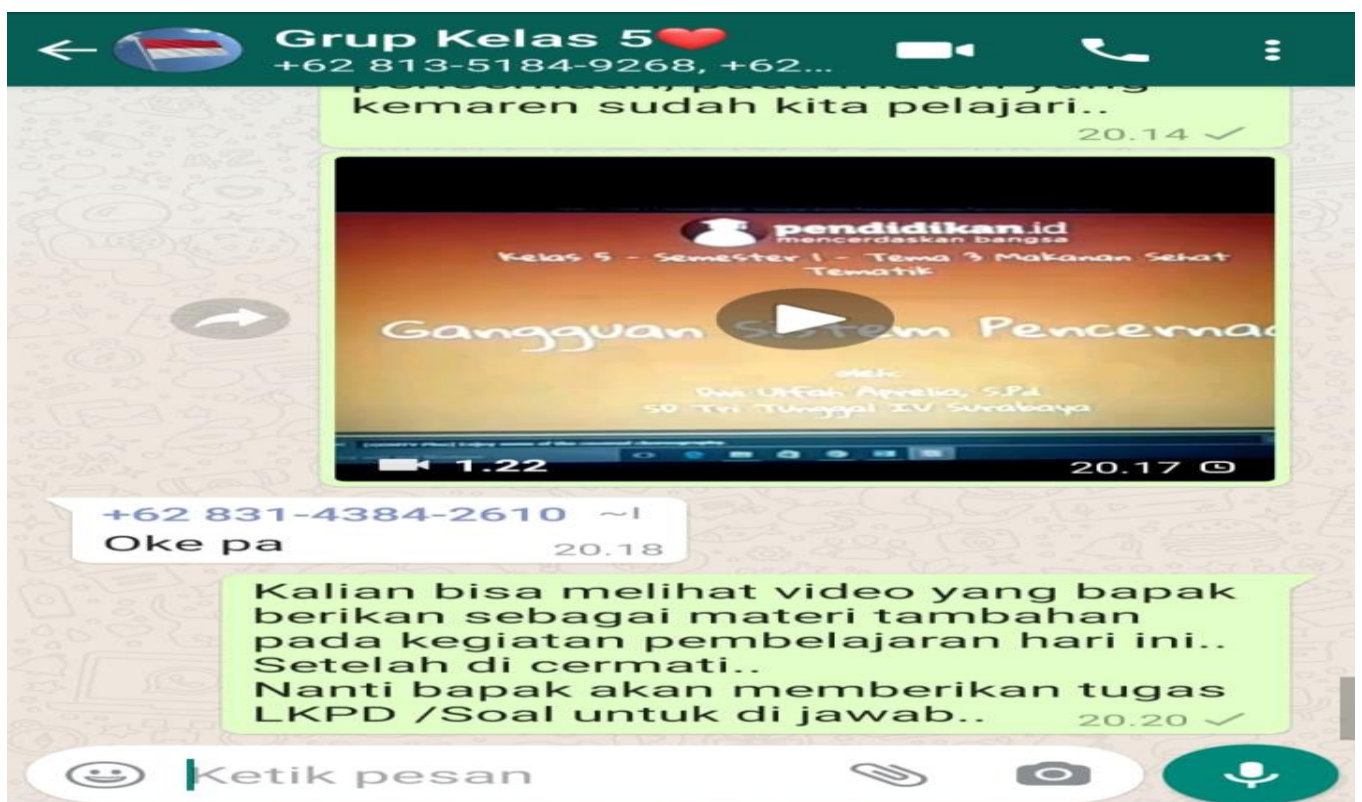 Grup Kelas 5❤️
+62 813-5184-9268, +62...
kemaren sudah kita pelajari..
20.14
pendidikan.id
mencerdaskan bangsa
Kelas 5 - Semester 1 - Tema 3 Makanan Sehat
Tematik
Gangguan Sistem Pencernaa
oleh:
S.Pd
SD Tri Tunggal IV Surabaya
1.22
20.17
+62 831-4384-2610 ~I
Oke pa
20.18
Kalian bisa melihat video yang bapak
berikan sebagai materi tambahan
pada kegiatan pembelajaran hari ini..
Setelah di cermati..
Nanti bapak akan memberikan tugas
LKPD /Soal untuk di jawab..
20.20
Ketik pesan